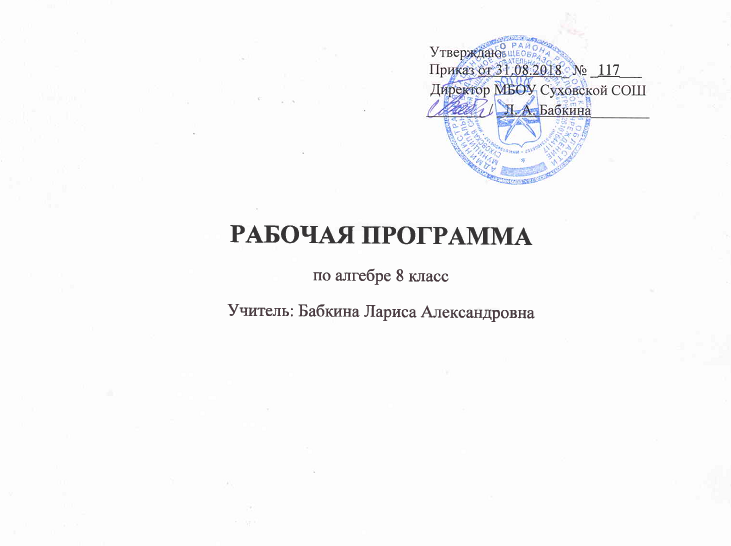 Утверждаю
Приказ от 31.08.2018 № 117
Директор МБОУ Суховской СОШ
Л. А. Бабкина
РАБОЧАЯ ПРОГРАММА
по алгебре 8 класс
Учитель: Бабкина Лариса Александровна